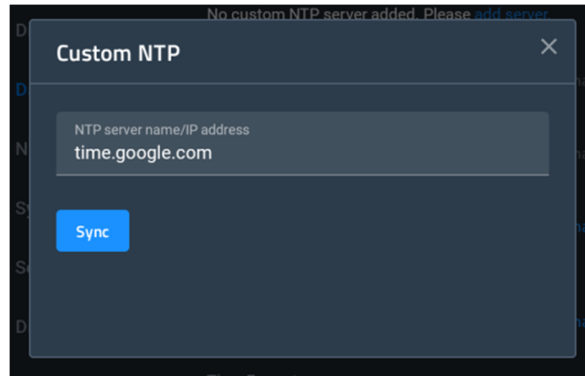 No custom NTP server added. Please add server
Custom NTP
NTP server name/IP address
time.google.com
Sync